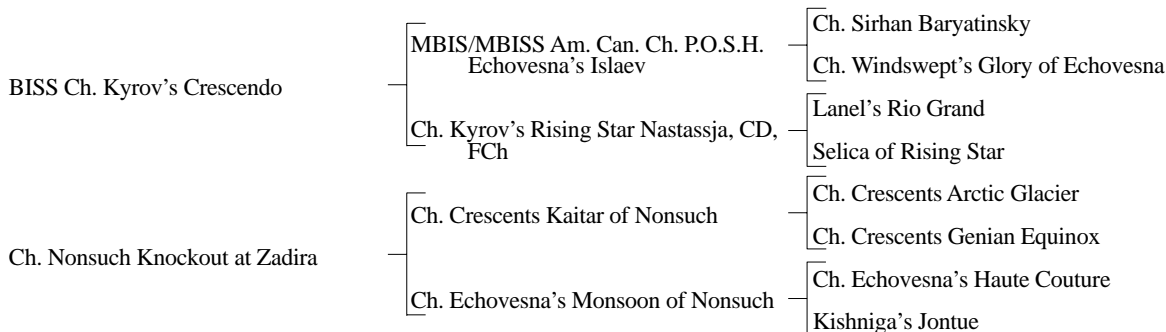 BISS Ch. Kyrov’s Crescendo
MBIS/MBISS Am. Can. Ch. P.O.S.H.
Echovesna’s Islaev
Ch. Sirhan Baryatinsky
Ch. Windswept’s Glory of Echovesna
Ch. Kyrov’s Rising Star Nastassja, CD,
FCh
Lanel’s Rio Grand
Selica of Rising Star
Ch. Nonsuch Knockout at Zadira
Ch. Crescents Kaitar of Nonsuch
Ch. Crescents Arctic Glacier
Ch. Crescents Genian Equinox
Ch. Echovesna’s Monsoon of Nonsuch
Ch. Echovesna’s Haute Couture
Kishniga’s Jontue